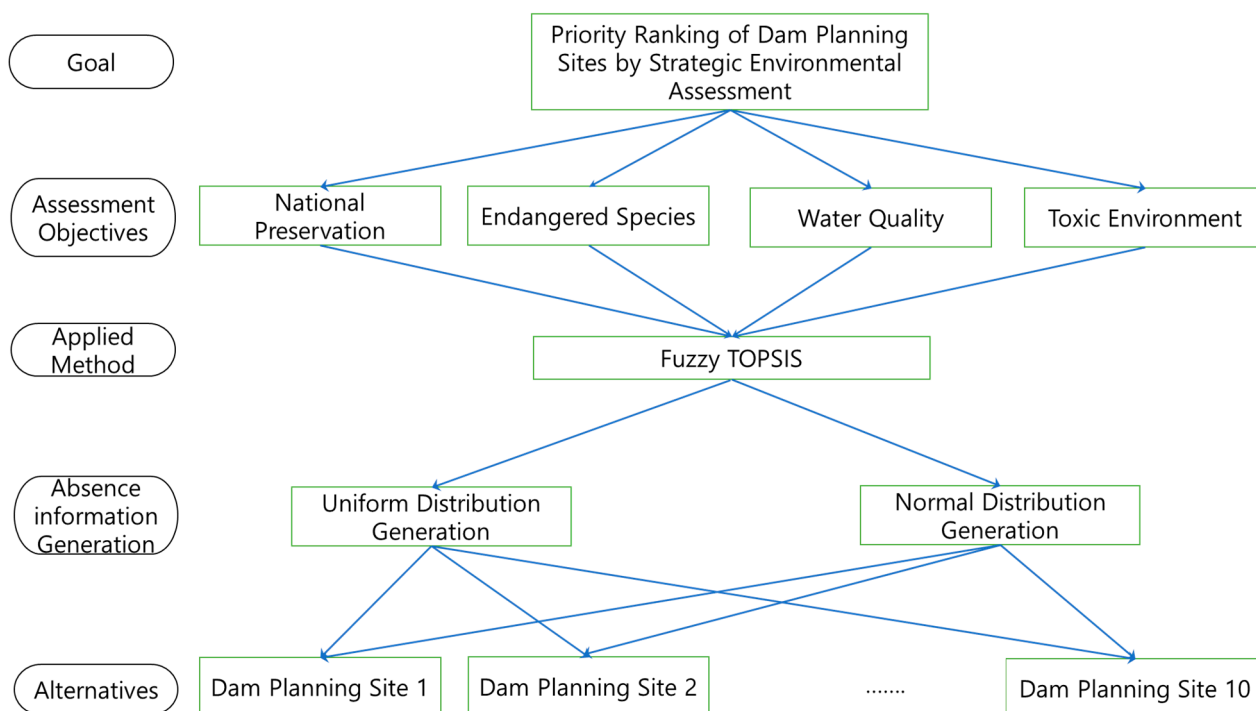 Goal
Priority Ranking of Dam Planning
Sites by Strategic Environmental
Assessment
Assessment
Objectives
National
Preservation
Endangered Species
Water Quality
Toxic Environment
Applied
Method
Fuzzy TOPSIS
Absence
information
Generation
Uniform Distribution
Generation
Normal Distribution
Generation
Alternatives
Dam Planning Site 1
Dam Planning Site 2
.......
Dam Planning Site 10